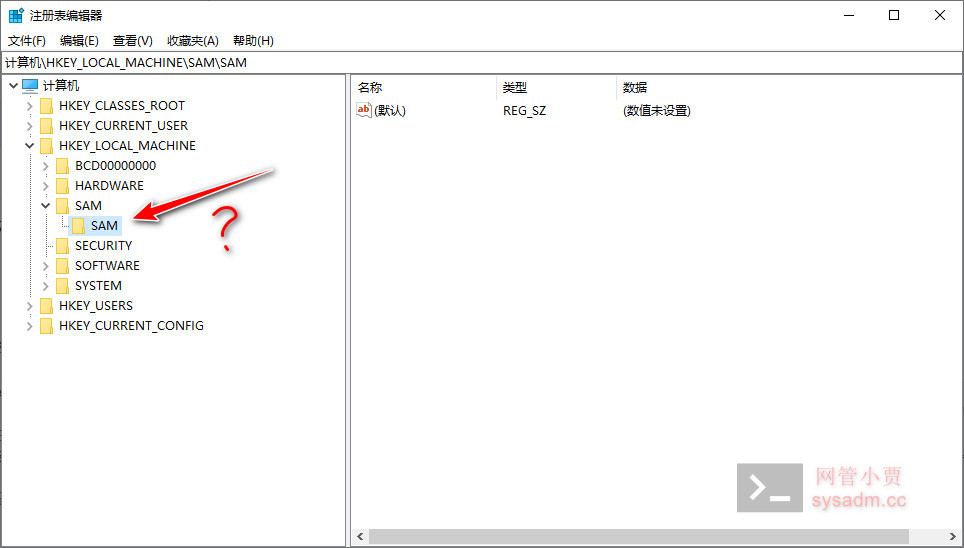 注册表编辑器
文件(F) 编辑(E) 查看(V) 收藏夹(A) 帮助(H)
计算机\HKEY_LOCAL_MACHINE\SAM\SAM
计算机
HKEY_CLASSES_ROOT
HKEY_CURRENT_USER
HKEY_LOCAL_MACHINE
BCD00000000
HARDWARE
SAM
SAM
SECURITY
SOFTWARE
SYSTEM
HKEY_USERS
HKEY_CURRENT_CONFIG
?
名称 类型 数据
ab (默认) REG_SZ (数值未设置)
网管小贾
sysadm.cc